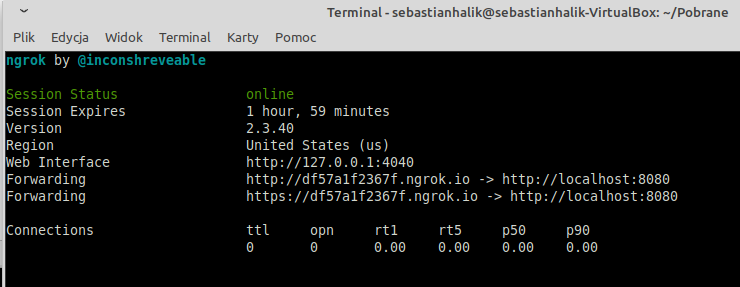 Terminal - sebastianhalik@sebastianhalik-VirtualBox: ~/Pobrane
Plik Edycja Widok Terminal Karty Pomoc
ngrok by @inconshreveable
Session Status online
Session Expires 1 hour, 59 minutes
Version 2.3.40
Region United States (us)
Web Interface http://127.0.0.1:4040
Forwarding http://df57a1f2367f.ngrok.io -> http://localhost:8080
Forwarding https://df57a1f2367f.ngrok.io -> http://localhost:8080
Connections ttl opn rt1 rt5 p50 p90
0 0 0.00 0.00 0.00 0.00